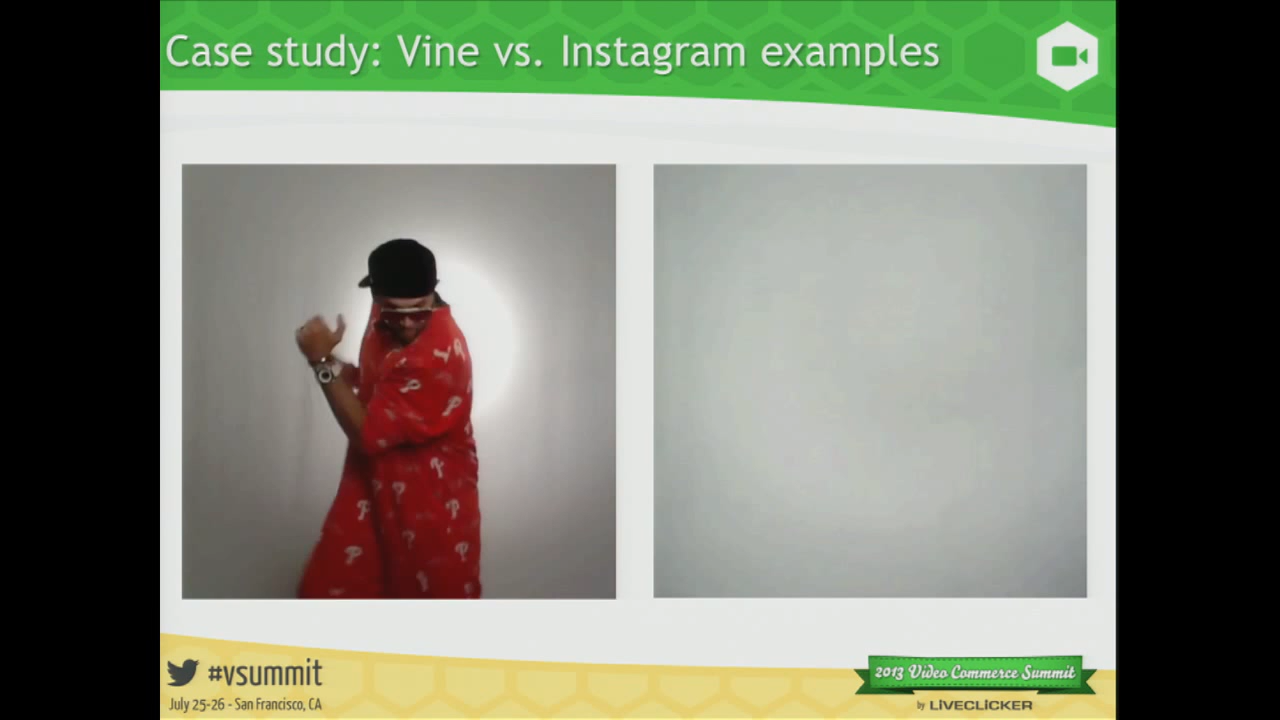 Case study: Vine vs. Instagram examples
#vsummit
July 25-26 - San Francisco, CA
2013 Video Commerce Summit
by LIVECLICKER